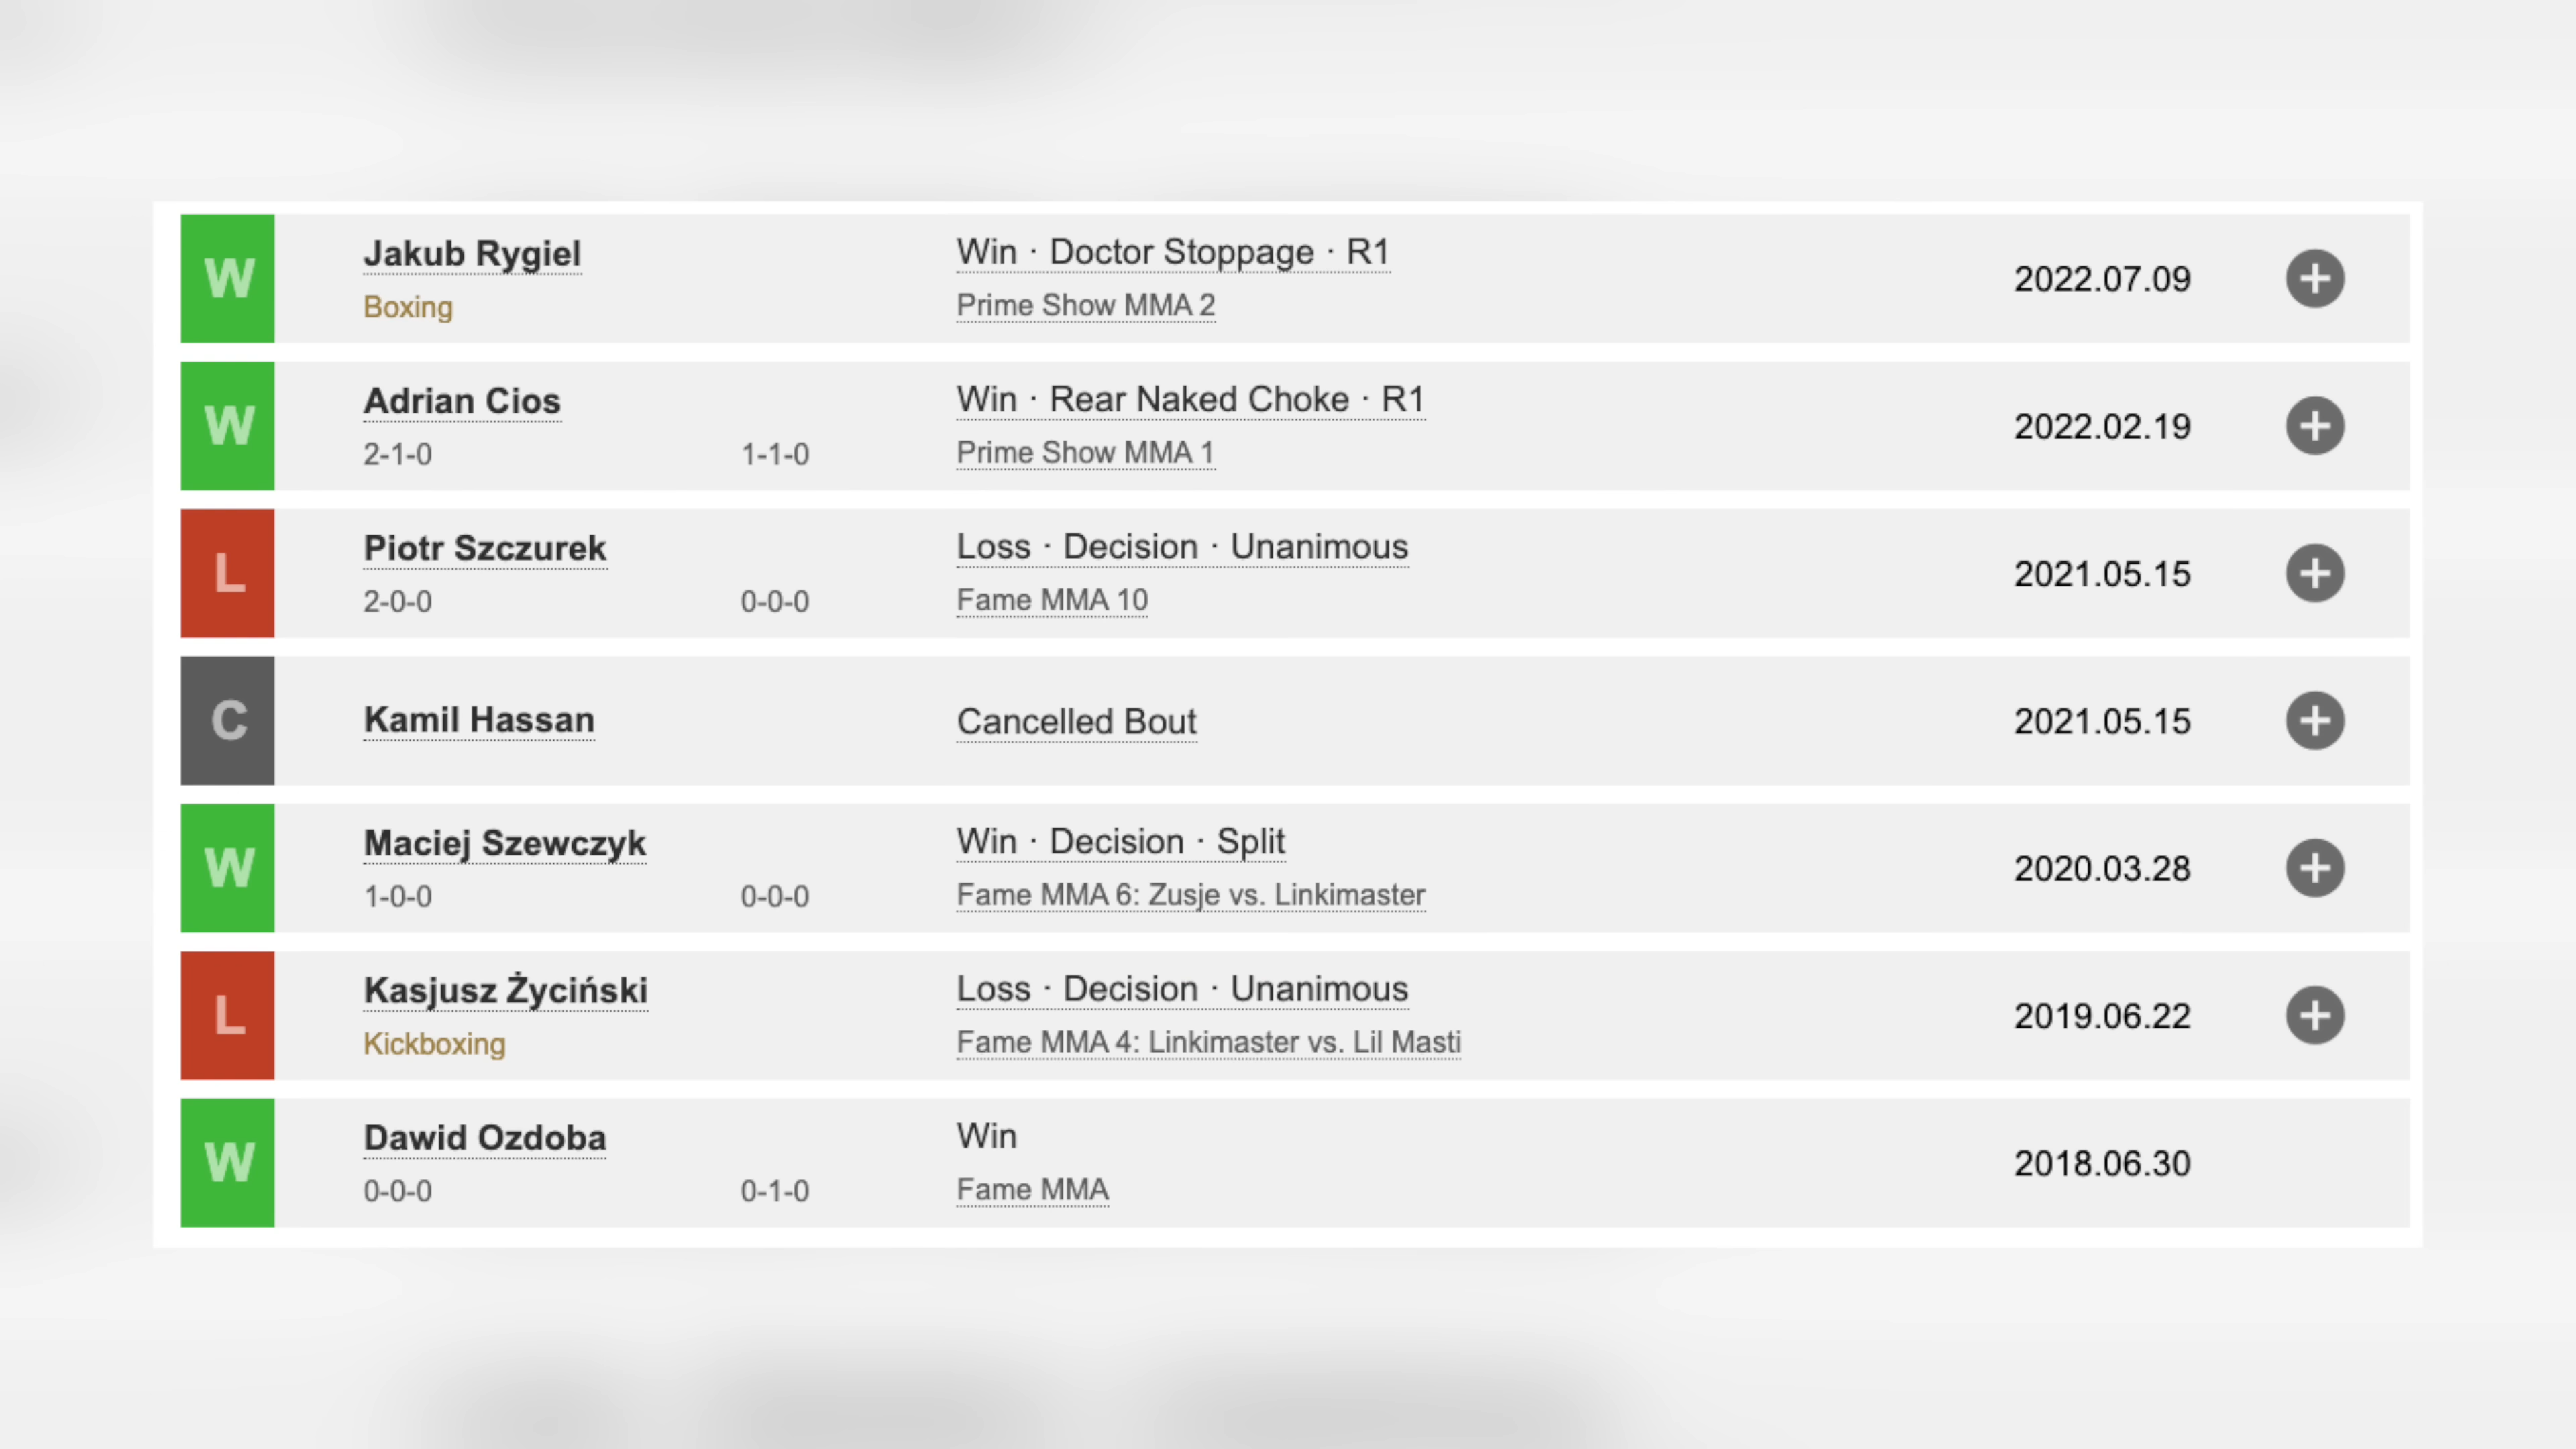 W
Jakub Rygiel
Boxing
Win · Doctor Stoppage · R1
Prime Show MMA 2
2022.07.09
W
Adrian Cios
2-1-0
1-1-0
Win · Rear Naked Choke · R1
Prime Show MMA 1
2022.02.19
L
Piotr Szczurek
2-0-0
0-0-0
Loss · Decision · Unanimous
Fame MMA 10
2021.05.15
C
Kamil Hassan
Cancelled Bout
2021.05.15
W
Maciej Szewczyk
1-0-0
0-0-0
Win · Decision · Split
Fame MMA 6: Zusje vs. Linkimaster
2020.03.28
L
Kasjusz Życiński
Kickboxing
Loss · Decision · Unanimous
Fame MMA 4: Linkimaster vs. Lil Masti
2019.06.22
W
Dawid Ozdoba
0-0-0
0-1-0
Win
Fame MMA
2018.06.30